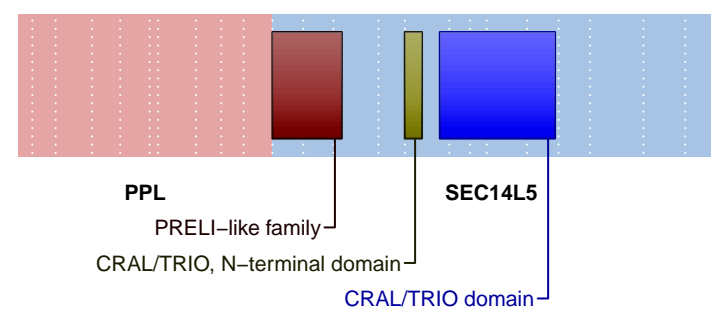 PPL SEC14L5
PRELI−like family
CRAL/TRIO, N−terminal domain
CRAL/TRIO domain